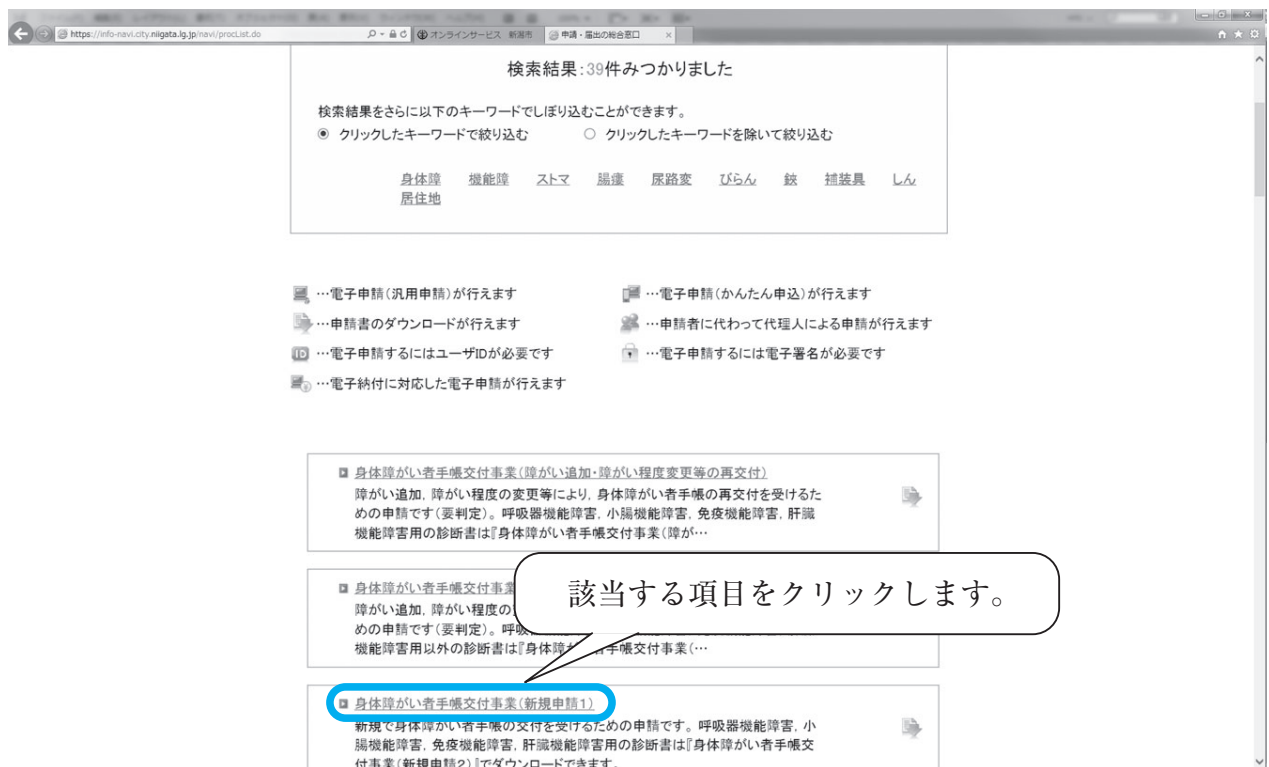 https://info-navi.city.niigata.lg.jp/navi/procList.do
オンラインサービス 新潟市
申請・届出の総合窓口
検索結果:39件みつかりました
検索結果をさらに以下のキーワードでしぼり込むことができます。
クリックしたキーワードで絞り込む クリックしたキーワードを除いて絞り込む
身体障 機能障 ストマ 腸瘻 尿路変 びらん 鋏 補装具 しん
居住地
…電子申請(汎用申請)が行えます …電子申請(かんたん申込)が行えます
…申請書のダウンロードが行えます …申請者に代わって代理人による申請が行えます
ID …電子申請するにはユーザIDが必要です …電子申請するには電子署名が必要です
…電子納付に対応した電子申請が行えます
身体障がい者手帳交付事業(障がい追加・障がい程度変更等の再交付)
障がい追加, 障がい程度の変更等により, 身体障がい者手帳の再交付を受けるた
めの申請です(要判定)。呼吸器機能障害, 小腸機能障害, 免疫機能障害, 肝臓
機能障害用の診断書は『身体障がい者手帳交付事業(障が…
身体障がい者手帳交付事業
障がい追加, 障がい程度の
めの申請です(要判定)。呼吸
機能障害用以外の診断書は『身体障がい者手帳交付事業(…
該当する項目をクリックします。
身体障がい者手帳交付事業(新規申請1)
新規で身体障がい者手帳の交付を受けるための申請です。呼吸器機能障害, 小
腸機能障害, 免疫機能障害, 肝臓機能障害用の診断書は『身体障がい者手帳交
付事業(新規申請2)』でダウンロードできます。